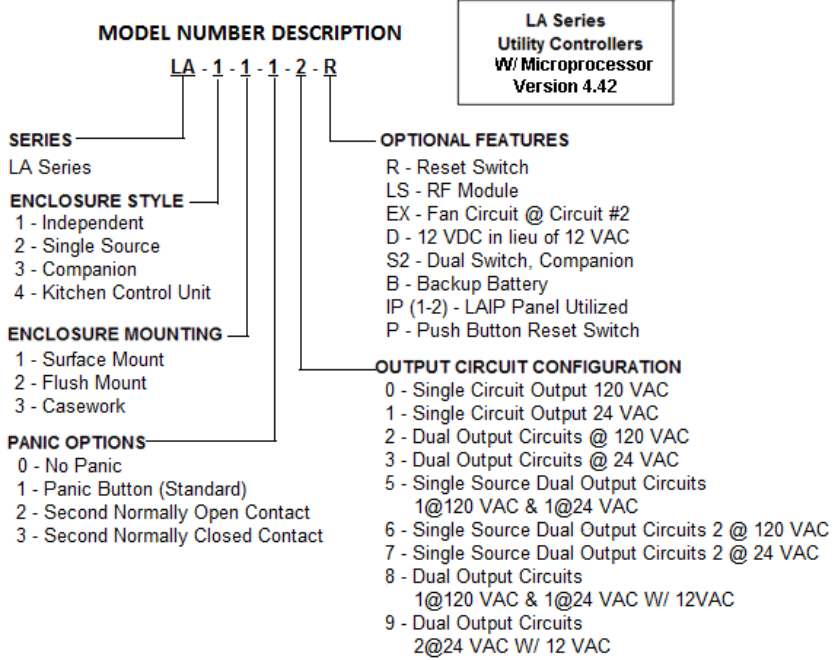 MODEL NUMBER DESCRIPTION
LA - 1 - 1 - 1 - 2 - R
LA Series
Utility Controllers
W/ Microprocessor
Version 4.42
SERIES
LA Series
ENCLOSURE STYLE
1 - Independent
2 - Single Source
3 - Companion
4 - Kitchen Control Unit
ENCLOSURE MOUNTING
1 - Surface Mount
2 - Flush Mount
3 - Casework
PANIC OPTIONS
0 - No Panic
1 - Panic Button (Standard)
2 - Second Normally Open Contact
3 - Second Normally Closed Contact
OPTIONAL FEATURES
R - Reset Switch
LS - RF Module
EX - Fan Circuit @ Circuit #2
D - 12 VDC in lieu of 12 VAC
S2 - Dual Switch, Companion
B - Backup Battery
IP (1-2) - LAIP Panel Utilized
P - Push Button Reset Switch
OUTPUT CIRCUIT CONFIGURATION
0 - Single Circuit Output 120 VAC
1 - Single Circuit Output 24 VAC
2 - Dual Output Circuits @ 120 VAC
3 - Dual Output Circuits @ 24 VAC
5 - Single Source Dual Output Circuits
1@120 VAC & 1@24 VAC
6 - Single Source Dual Output Circuits 2 @ 120 VAC
7 - Single Source Dual Output Circuits 2 @ 24 VAC
8 - Dual Output Circuits
1@120 VAC & 1@24 VAC W/ 12VAC
9 - Dual Output Circuits
2@24 VAC W/ 12 VAC